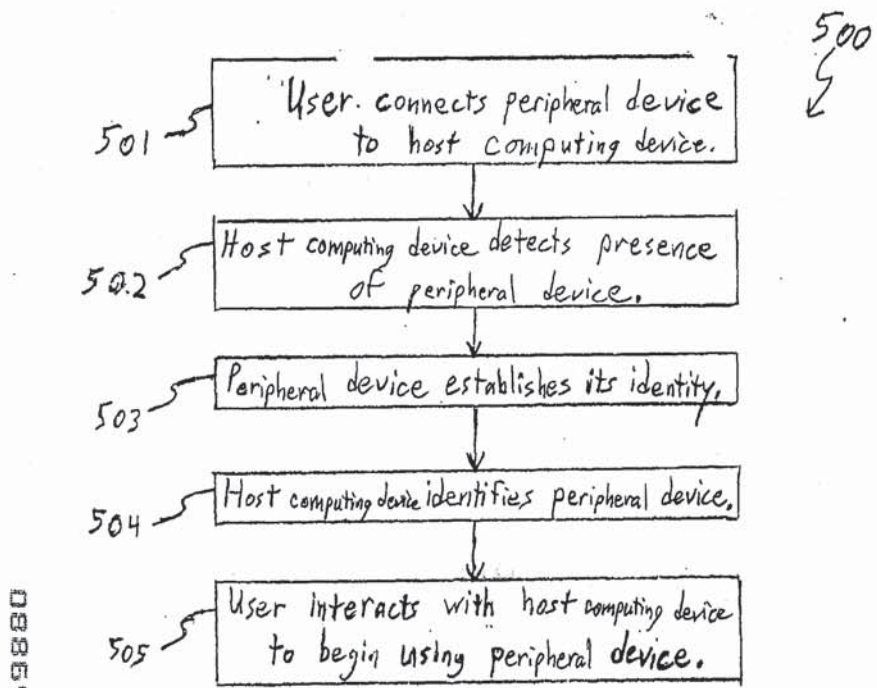 500
User connects peripheral device
to host computing device.
501
Host computing device detects presence
of peripheral device.
502
Peripheral device establishes its identity.
503
Host computing device identifies peripheral device.
504
User interacts with host computing device
to begin using peripheral device.
505